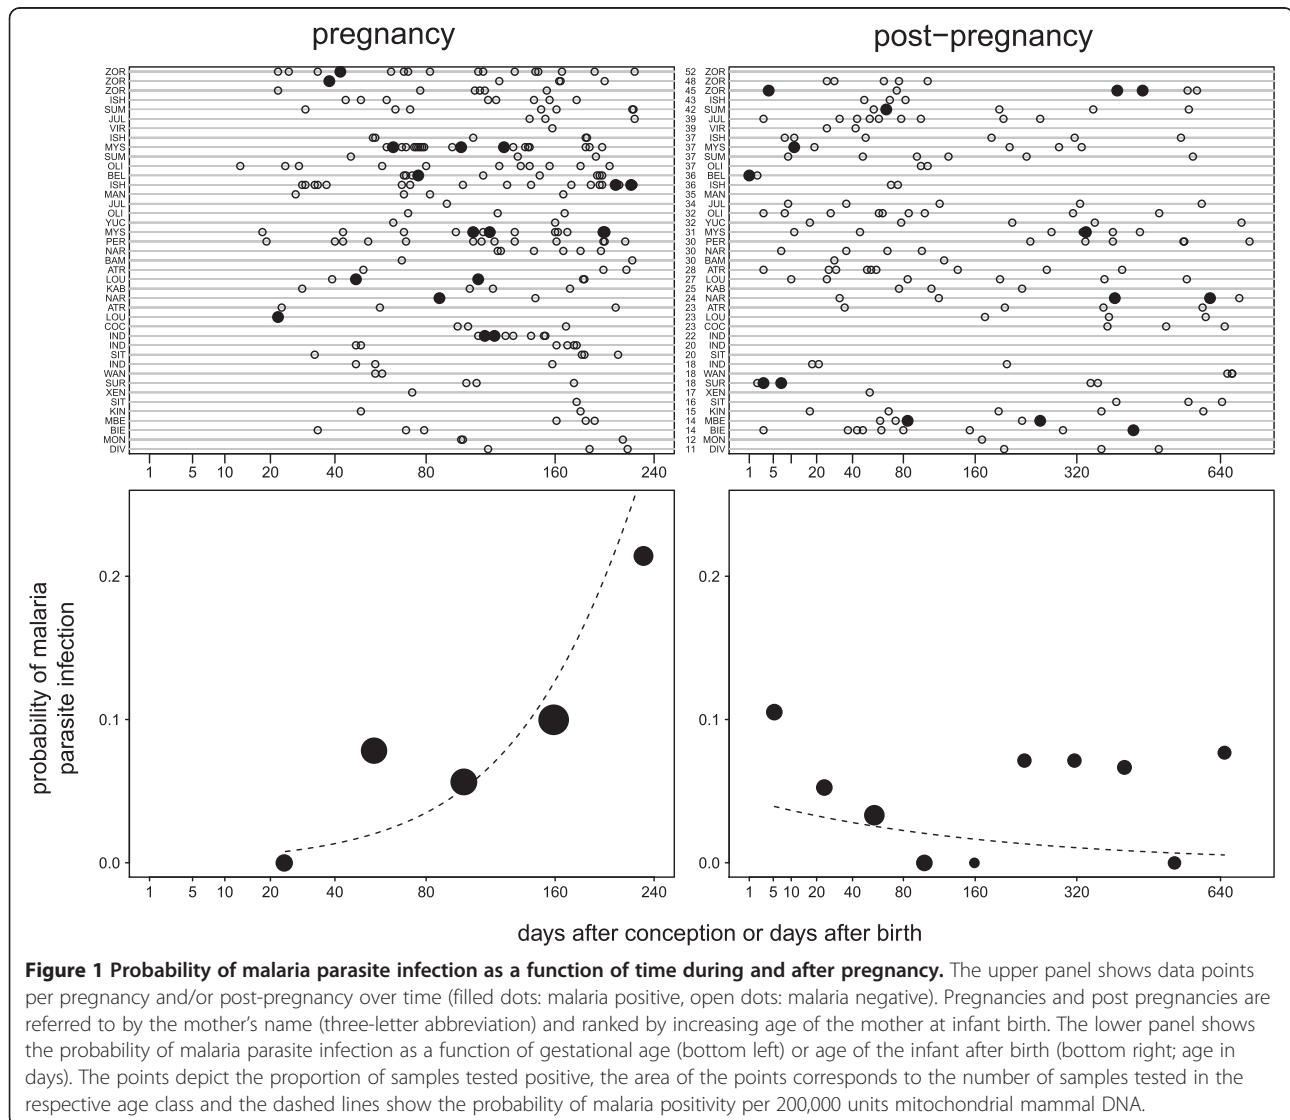 pregnancy
post−pregnancy
ZOR 52 ZOR
ZOR 48 ZOR
ZOR 45 ZOR
ISH 43 ISH
SUM 42 SUM
JUL 39 JUL
VIR 39 VIR
ISH 37 ISH
MYS 37 MYS
SUM 37 SUM
OLI 37 OLI
BEL 36 BEL
ISH 36 ISH
MAN 35 MAN
JUL 34 JUL
OLI 32 OLI
YUC 32 YUC
MYS 31 MYS
PER 30 PER
NAR 30 NAR
BAM 30 BAM
ATR 28 ATR
LOU 27 LOU
KAB 25 KAB
NAR 24 NAR
ATR 23 ATR
LOU 23 LOU
COC 23 COC
IND 22 IND
IND 20 IND
SIT 20 SIT
IND 18 IND
WAN 18 WAN
SUR 18 SUR
XEN 17 XEN
SIT 16 SIT
KIN 15 KIN
MBE 14 MBE
BIE 14 BIE
MON 12 MON
DIV 11 DIV
1 5 10 20 40 80 160 240
1 5 20 40 80 160 320 640
probability of malaria
parasite infection
0.2
0.1
0.0
0.2
0.1
0.0
1 5 10 20 40 80 160 240
1 5 10 20 40 80 160 320 640
days after conception or days after birth
Figure 1 Probability of malaria parasite infection as a function of time during and after pregnancy. The upper panel shows data points
per pregnancy and/or post-pregnancy over time (filled dots: malaria positive, open dots: malaria negative). Pregnancies and post pregnancies are
referred to by the mother's name (three-letter abbreviation) and ranked by increasing age of the mother at infant birth. The lower panel shows
the probability of malaria parasite infection as a function of gestational age (bottom left) or age of the infant after birth (bottom right; age in
days). The points depict the proportion of samples tested positive, the area of the points corresponds to the number of samples tested in the
respective age class and the dashed lines show the probability of malaria positivity per 200,000 units mitochondrial mammal DNA.